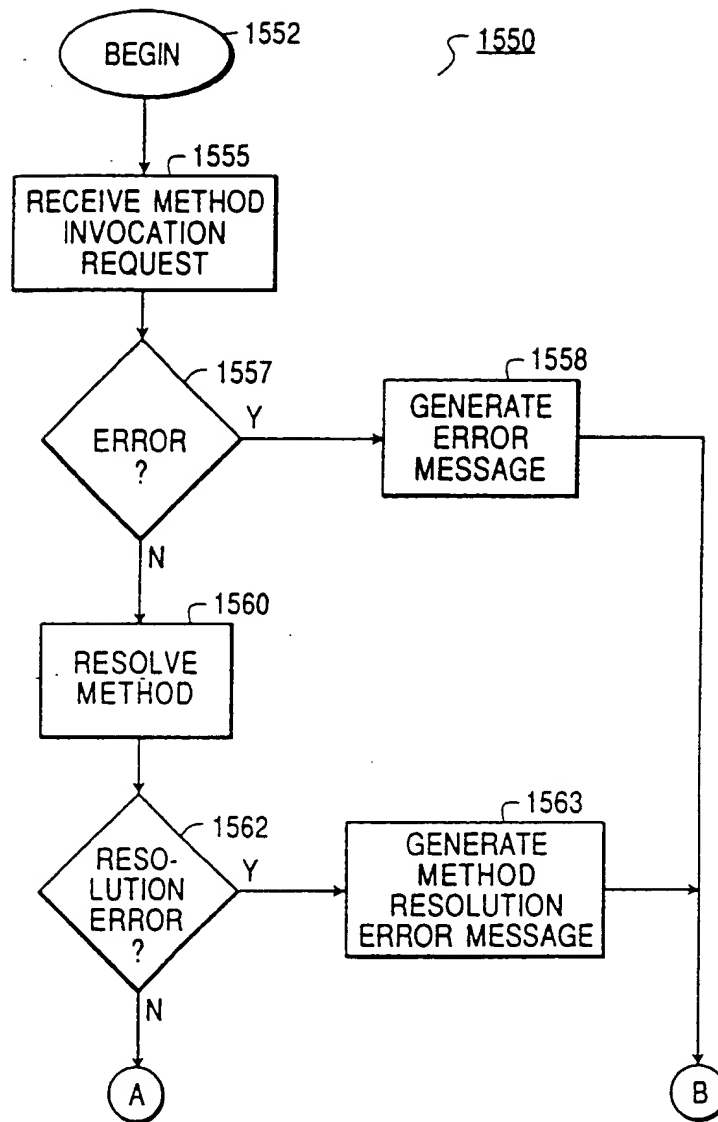 BEGIN
1552
1550
1555
RECEIVE METHOD
INVOCATION
REQUEST
1557
ERROR
?
Y
N
1558
GENERATE
ERROR
MESSAGE
1560
RESOLVE
METHOD
1562
RESO-
LUTION
ERROR
?
Y
N
1563
GENERATE
METHOD
RESOLUTION
ERROR MESSAGE
A
B